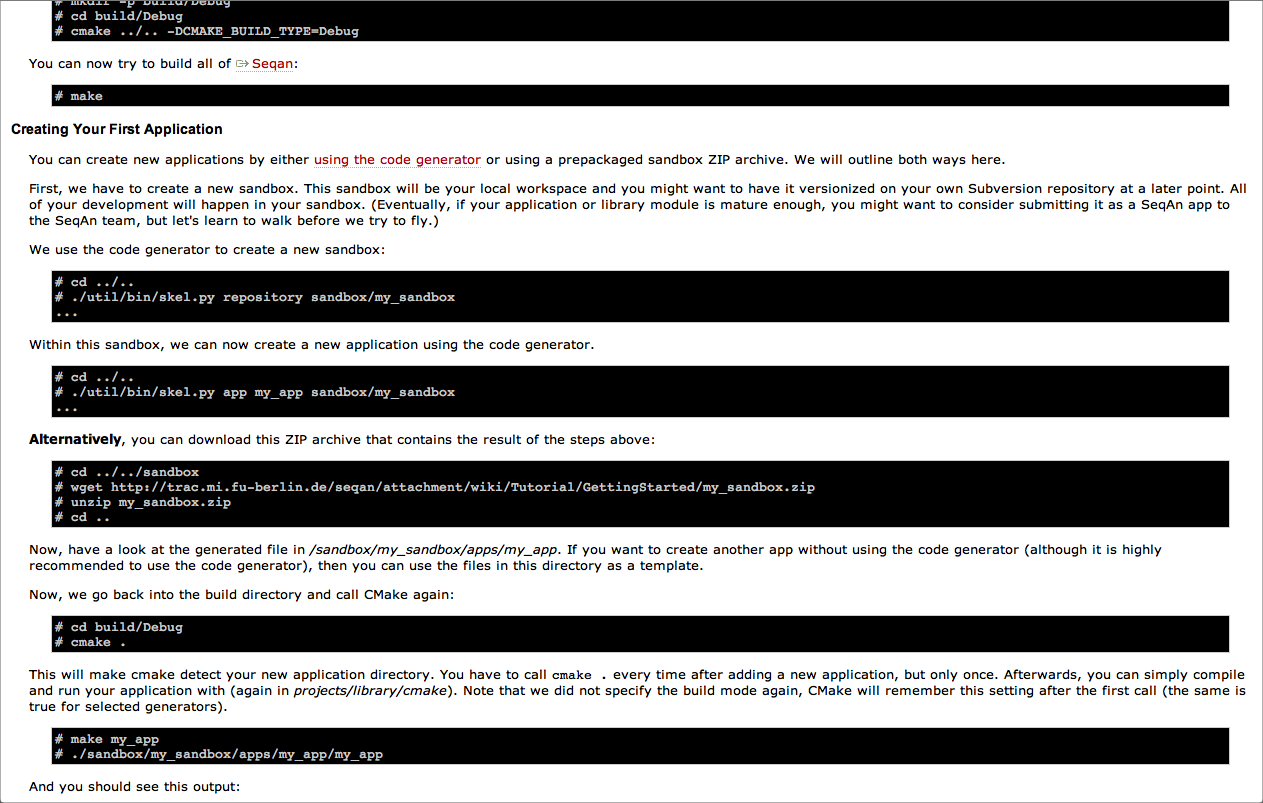 # mkdir -p build/Debug
# cd build/Debug
# cmake ../.. -DCMAKE_BUILD_TYPE=Debug
You can now try to build all of Seqan:
# make
Creating Your First Application
You can create new applications by either using the code generator or using a prepackaged sandbox ZIP archive. We will outline both ways here.
First, we have to create a new sandbox. This sandbox will be your local workspace and you might want to have it versionized on your own Subversion repository at a later point. All
of your development will happen in your sandbox. (Eventually, if your application or library module is mature enough, you might want to consider submitting it as a SeqAn app to
the SeqAn team, but let's learn to walk before we try to fly.)
We use the code generator to create a new sandbox:
# cd ../..
# ./util/bin/skel.py repository sandbox/my_sandbox
...
Within this sandbox, we can now create a new application using the code generator.
# cd ../..
# ./util/bin/skel.py app my_app sandbox/my_sandbox
...
Alternatively, you can download this ZIP archive that contains the result of the steps above:
# cd ../../sandbox
# wget http://trac.mi.fu-berlin.de/seqan/attachment/wiki/Tutorial/GettingStarted/my_sandbox.zip
# unzip my_sandbox.zip
# cd ..
Now, have a look at the generated file in /sandbox/my_sandbox/apps/my_app. If you want to create another app without using the code generator (although it is highly
recommended to use the code generator), then you can use the files in this directory as a template.
Now, we go back into the build directory and call CMake again:
# cd build/Debug
# cmake .
This will make cmake detect your new application directory. You have to call cmake . every time after adding a new application, but only once. Afterwards, you can simply compile
and run your application with (again in projects/library/cmake). Note that we did not specify the build mode again, CMake will remember this setting after the first call (the same is
true for selected generators).
# make my_app
# ./sandbox/my_sandbox/apps/my_app/my_app
And you should see this output: